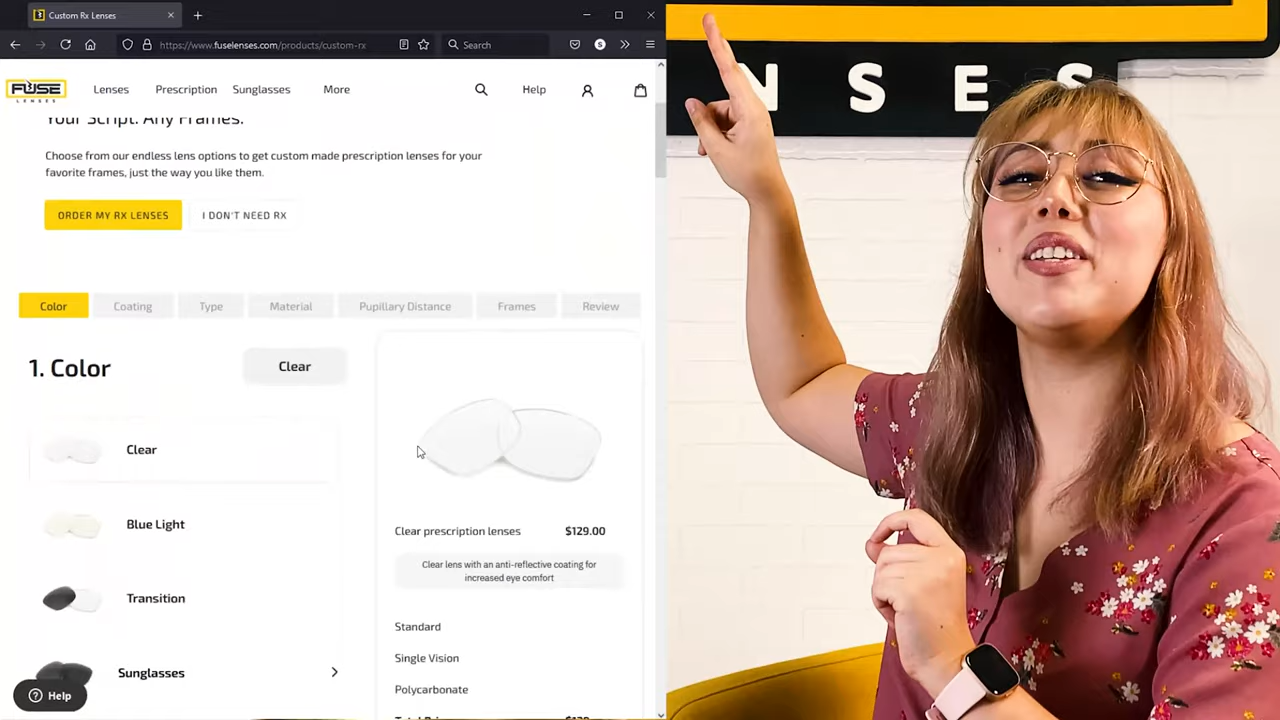 Custom Rx Lenses
https://www.fuselenses.com/products/custom-rx
Search
S
FUSE
LENSES
Lenses
Prescription
Sunglasses
More
Help
Your Script. Any Frames.
Choose from our endless lens options to get custom made prescription lenses for your
favorite frames, just the way you like them.
ORDER MY RX LENSES
I DON'T NEED RX
Color
Coating
Type
Material
Pupillary Distance
Frames
Review
1. Color
Clear
Clear
Blue Light
Transition
Sunglasses
Help
Clear prescription lenses $129.00
Clear lens with an anti-reflective coating for
increased eye comfort
Standard
Single Vision
Polycarbonate
N S E S